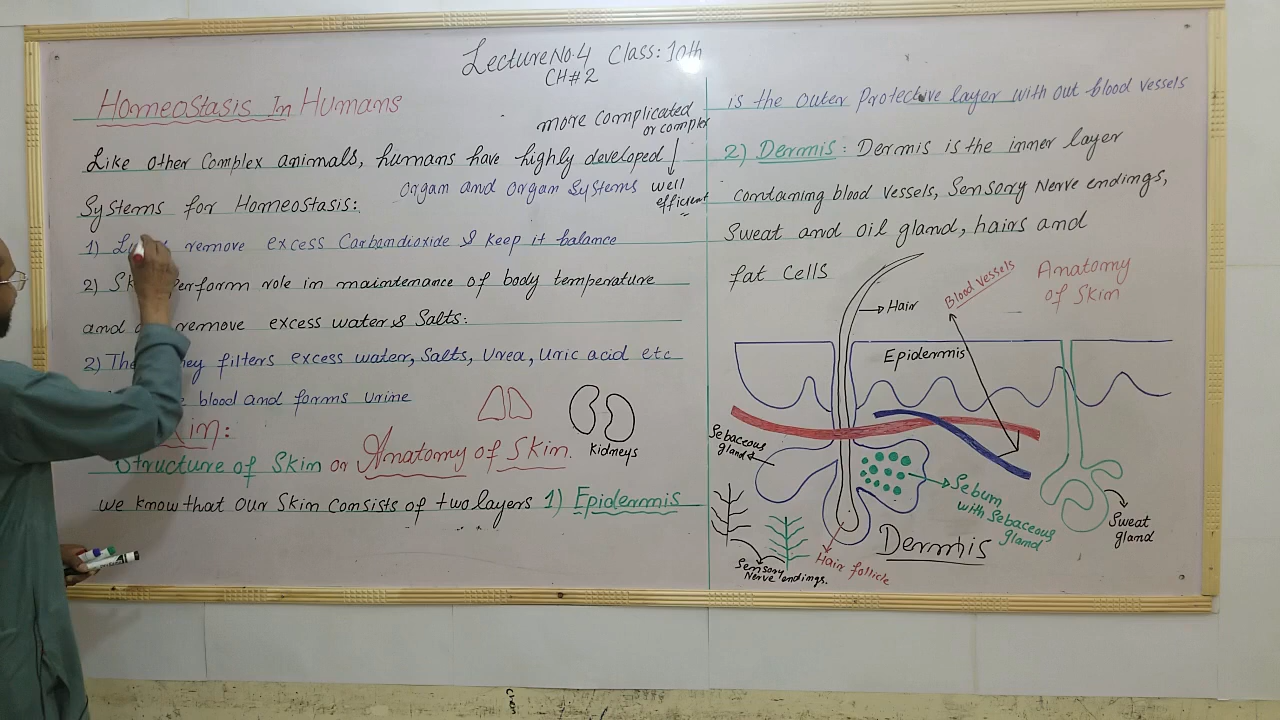 Lecture No 4 Class: 10th
CH#2
Homeostasis In Humans
more complicated
or complex
Like other complex animals, humans have highly developed
organ and organ systems
well
efficient
Systems for Homeostasis:
1) remove excess Carbondioxide & keep it balance
2) perform role in maintenance of body temperature
and remove excess water & Salts:
2) The filters excess water, Salts, Urea, Uric acid etc
blood and forms urine
Kidneys
Structure of Skin or Anatomy of Skin.
we know that our Skin consists of two layers 1) Epidermis
is the outer Protective layer with out blood vessels
2) Dermis: Dermis is the inner layer
containing blood vessels, Sensory Nerve endings,
Sweat and oil gland, hairs and
fat cells
Anatomy
of Skin
Blood vessels
Hair
Epidermis
Sebaceous
gland
Sebum
with Sebaceous
gland
Sweat
gland
Dermis
Hair follicle
Sensory
Nerve endings.